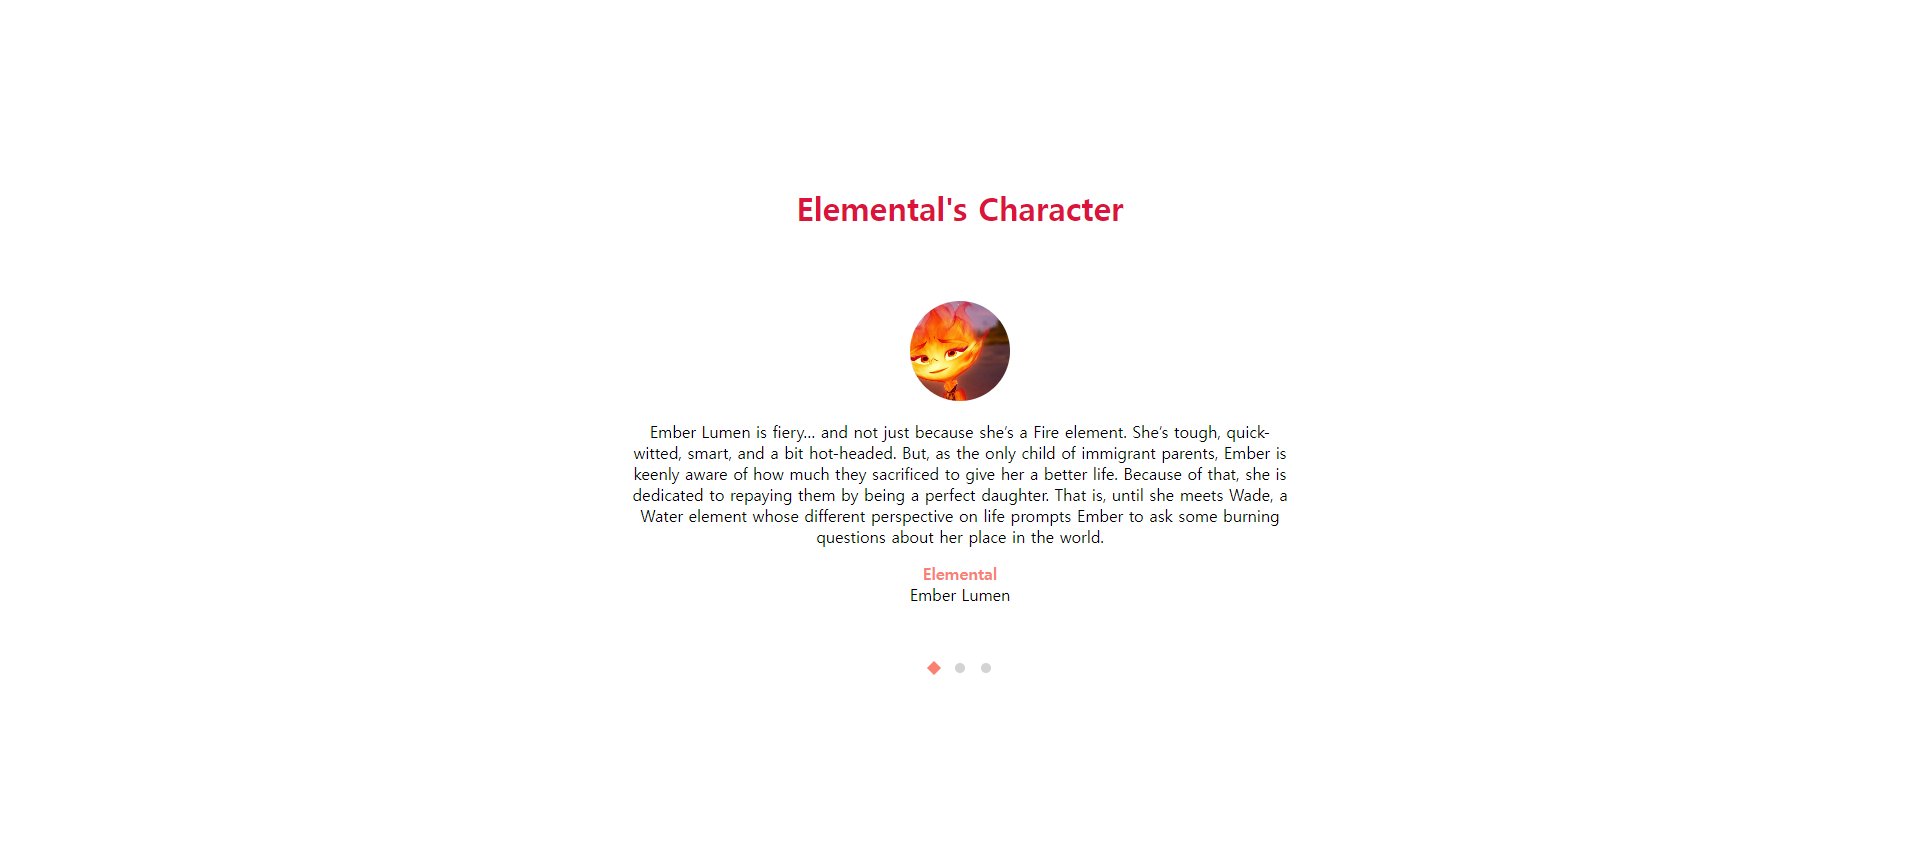 Elemental's Character
Ember Lumen is fiery... and not just because she’s a Fire element. She’s tough, quick-
witted, smart, and a bit hot-headed. But, as the only child of immigrant parents, Ember is
keenly aware of how much they sacrificed to give her a better life. Because of that, she is
dedicated to repaying them by being a perfect daughter. That is, until she meets Wade, a
Water element whose different perspective on life prompts Ember to ask some burning
questions about her place in the world.
Elemental
Ember Lumen